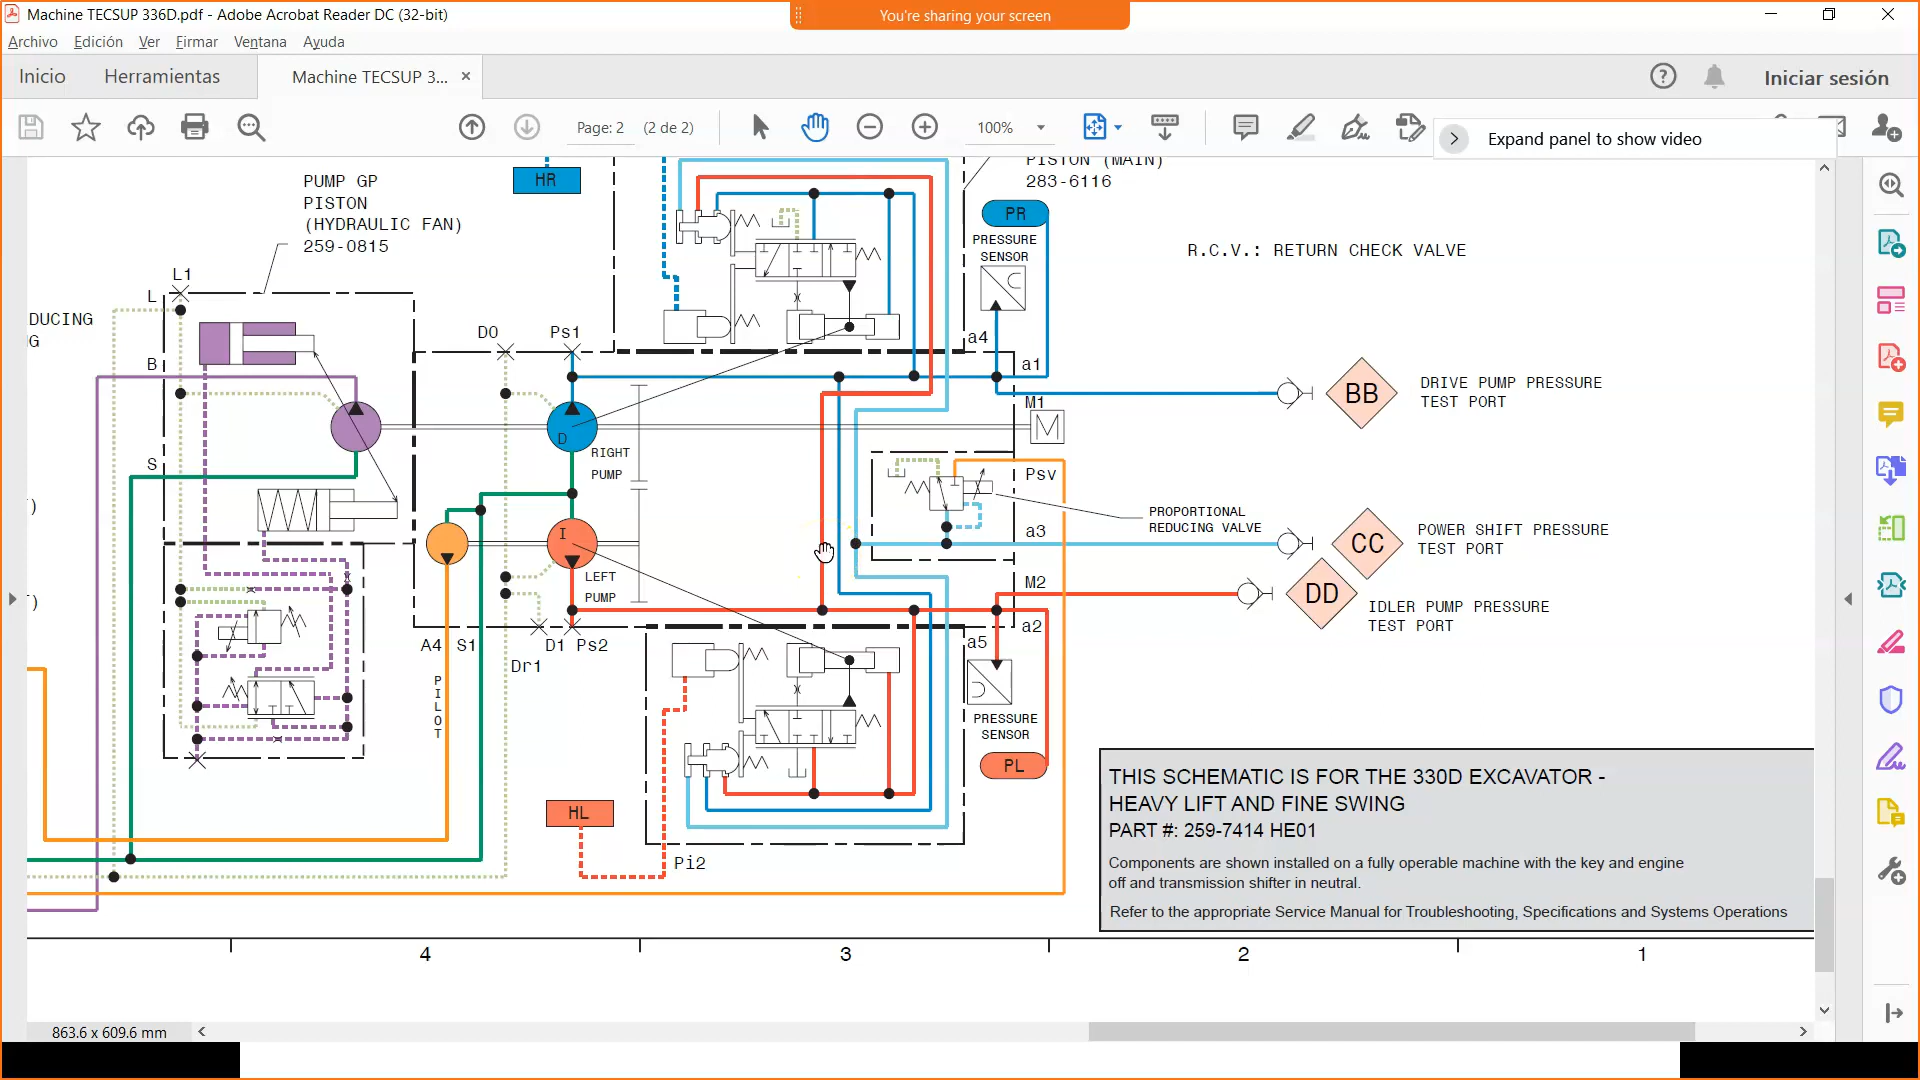 Machine TECSUP 336D.pdf - Adobe Acrobat Reader DC (32-bit)
You're sharing your screen
Archivo Edición Ver Firmar Ventana Ayuda
Inicio Herramientas Machine TECSUP 3... × Iniciar sesión
Page: 2 (2 de 2) 100%
Expand panel to show video
PISTON (MAIN)
283-6116
HR
PUMP GP
PISTON
(HYDRAULIC FAN)
259-0815
PR
PRESSURE
SENSOR
R.C.V.: RETURN CHECK VALVE
L1
L
DUCING
G
D0 Ps1
a4
B
a1
BB
DRIVE PUMP PRESSURE
TEST PORT
M1
M
D
RIGHT
PUMP
S
Psv
PROPORTIONAL
REDUCING VALVE
)
I
a3
CC
POWER SHIFT PRESSURE
TEST PORT
LEFT
PUMP
M2
DD
IDLER PUMP PRESSURE
TEST PORT
T)
a2
A4 S1 D1 Ps2
Dr1
a5
PILOT
PRESSURE
SENSOR
PL
HL
Pi2
THIS SCHEMATIC IS FOR THE 330D EXCAVATOR -
HEAVY LIFT AND FINE SWING
PART #: 259-7414 HE01
Components are shown installed on a fully operable machine with the key and engine
off and transmission shifter in neutral.
Refer to the appropriate Service Manual for Troubleshooting, Specifications and Systems Operations
4 3 2 1
863.6 x 609.6 mm